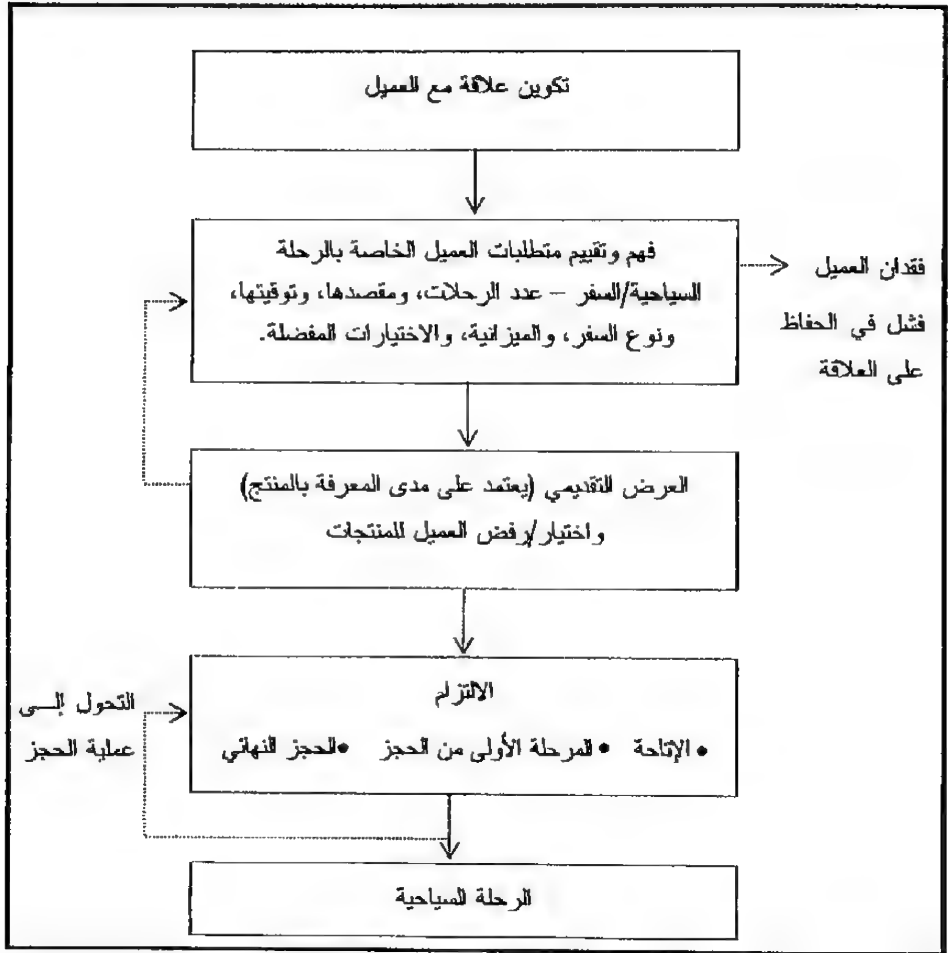 تكوين علاقة مع العميل
فهم وتقييم متطلبات العميل الخاصة بالرحلة
السياحية/السفر – عدد الرحلات، ومقصدها، وتوقيتها،
ونوع السفر، والميزانية، والاختيارات المفضلة.
فقدان العميل
فشل في الحفاظ
على العلاقة
العرض التقديمي (يعتمد على مدى المعرفة بالمنتج)
واختيار/رفض العميل للمنتجات
الالتزام
• الإتاحة • المرحلة الأولى من الحجز • الحجز النهائي
التحول إلى
عملية الحجز
الرحلة السياحية